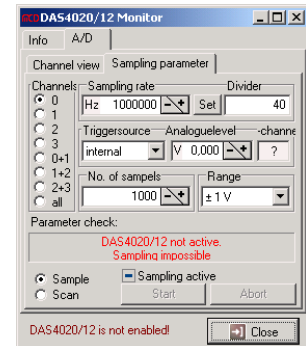 DAS4020/12 Monitor
Info A/D
Channel view Sampling parameter
Channels
0
1
2
3
0+1
1+2
2+3
all
Sampling rate Divider
Hz 1000000 -+ Set 40
Triggersource Analoguelevel -channe
internal V 0,000 -+ ?
No. of sampels Range
1000 -+ ± 1 V
Parameter check:
DAS4020/12 not active.
Sampling impossible
Sample Sampling active
Scan Start Abort
DAS4020/12 is not enabled! Close